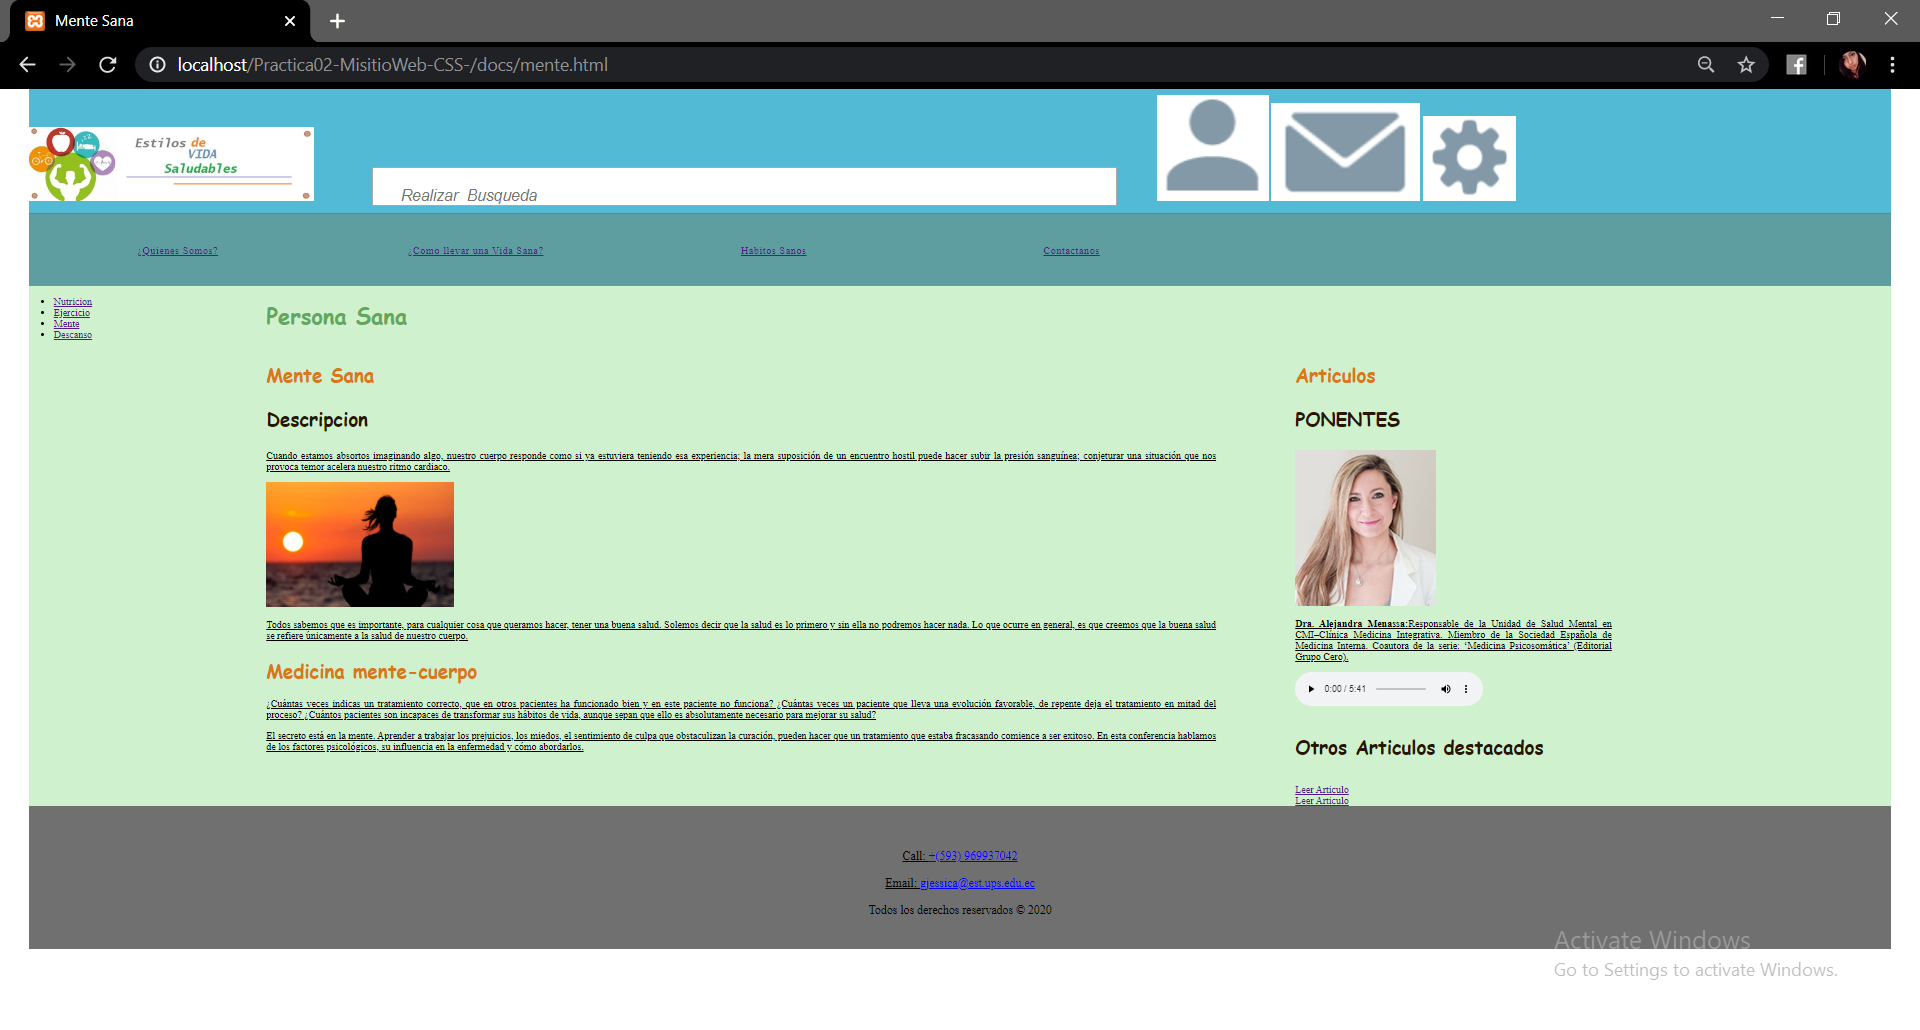 Mente Sana
localhost/Practica02-MisitioWeb-CSS-/docs/mente.html
Estilos de
VIDA
Saludables
Realizar Busqueda
¿Quienes Somos?
¿Como llevar una Vida Sana?
Habitos Sanos
Contactanos
Nutricion
Ejercicio
Mente
Descanso
Persona Sana
Mente Sana
Descripcion
Cuando estamos absortos imaginando algo, nuestro cuerpo responde como si ya estuviera teniendo esa experiencia; la mera suposición de un encuentro hostil puede hacer subir la presión sanguínea; conjeturar una situación que nos
provoca temor acelera nuestro ritmo cardiaco.
Todos sabemos que es importante, para cualquier cosa que queramos hacer, tener una buena salud. Solemos decir que la salud es lo primero y sin ella no podremos hacer nada. Lo que ocurre en general, es que creemos que la buena salud
se refiere únicamente a la salud de nuestro cuerpo.
Medicina mente-cuerpo
¿Cuántas veces indicas un tratamiento correcto, que en otros pacientes ha funcionado bien y en este paciente no funciona? ¿Cuántas veces un paciente que lleva una evolución favorable, de repente deja el tratamiento en mitad del
proceso? ¿Cuántos pacientes son incapaces de transformar sus hábitos de vida, aunque sepan que ello es absolutamente necesario para mejorar su salud?
El secreto está en la mente. Aprender a trabajar los prejuicios, los miedos, el sentimiento de culpa que obstaculizan la curación, pueden hacer que un tratamiento que estaba fracasando comience a ser exitoso. En esta conferencia hablamos
de los factores psicológicos, su influencia en la enfermedad y cómo abordarlos.
Articulos
PONENTES
Dra. Alejandra Menassa:Responsable de la Unidad de Salud Mental en
CMI–Clínica Medicina Integrativa. Miembro de la Sociedad Española de
Medicina Interna. Coautora de la serie: ‘Medicina Psicosomática’ (Editorial
Grupo Cero).
0:00 / 5:41
Otros Articulos destacados
Leer Articulo
Leer Articulo
Call: +(593) 969937042
Email: gjessica@est.ups.edu.ec
Todos los derechos reservados © 2020
Activate Windows
Go to Settings to activate Windows.